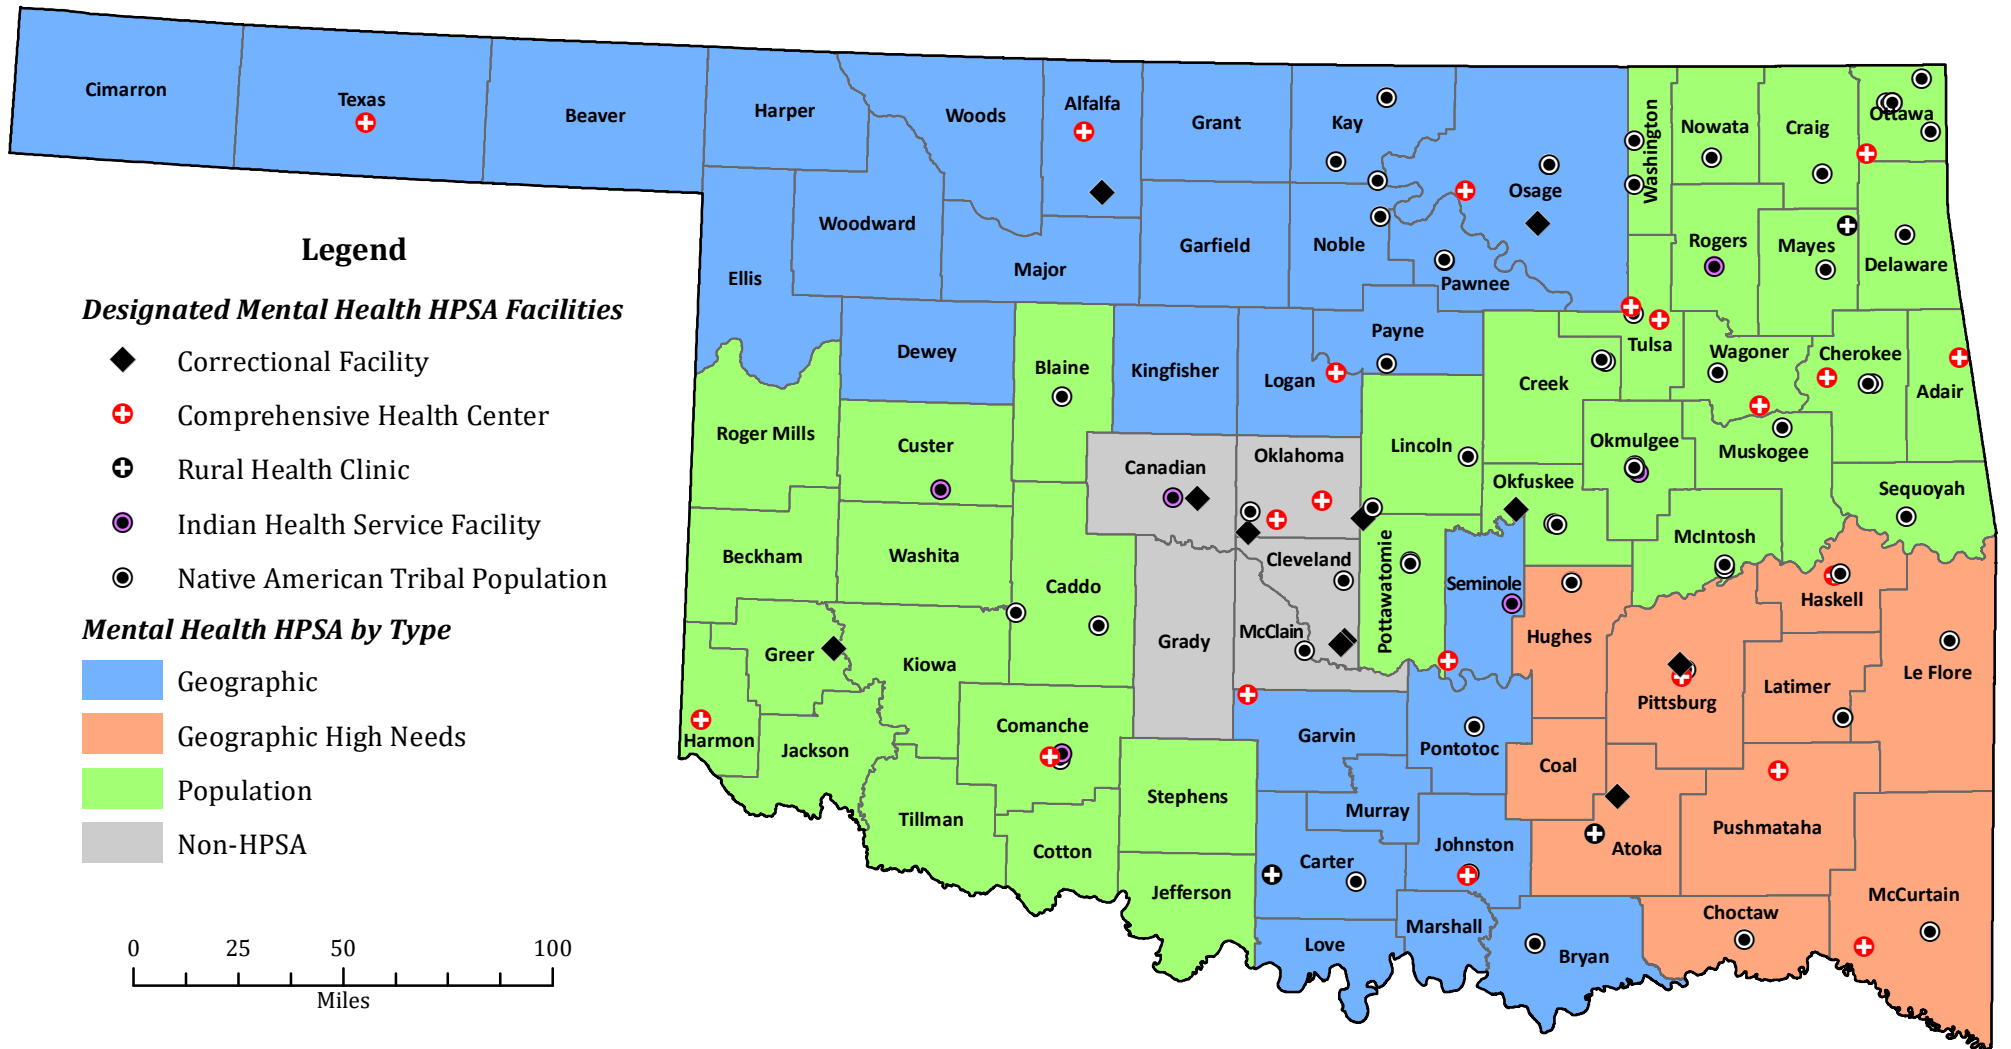 Cimarron
Texas
Beaver
Harper
Woods
Alfalfa
Grant
Kay
Osage
Washington
Nowata
Craig
Ottawa
Woodward
Ellis
Major
Garfield
Noble
Pawnee
Rogers
Mayes
Delaware
Dewey
Blaine
Kingfisher
Logan
Payne
Creek
Tulsa
Wagoner
Cherokee
Adair
Roger Mills
Custer
Canadian
Oklahoma
Lincoln
Okmulgee
Muskogee
Okfuskee
Sequoyah
Beckham
Washita
Caddo
Cleveland
Pottawatomie
Seminole
McIntosh
Haskell
Greer
Kiowa
Grady
McClain
Hughes
Pittsburg
Latimer
Le Flore
Harmon
Jackson
Comanche
Garvin
Pontotoc
Coal
Stephens
Murray
Tillman
Cotton
Johnston
Atoka
Pushmataha
Carter
Jefferson
Marshall
Love
Bryan
Choctaw
McCurtain
Legend
Designated Mental Health HPSA Facilities
Correctional Facility
Comprehensive Health Center
Rural Health Clinic
Indian Health Service Facility
Native American Tribal Population
Mental Health HPSA by Type
Geographic
Geographic High Needs
Population
Non-HPSA
0 25 50 100
Miles